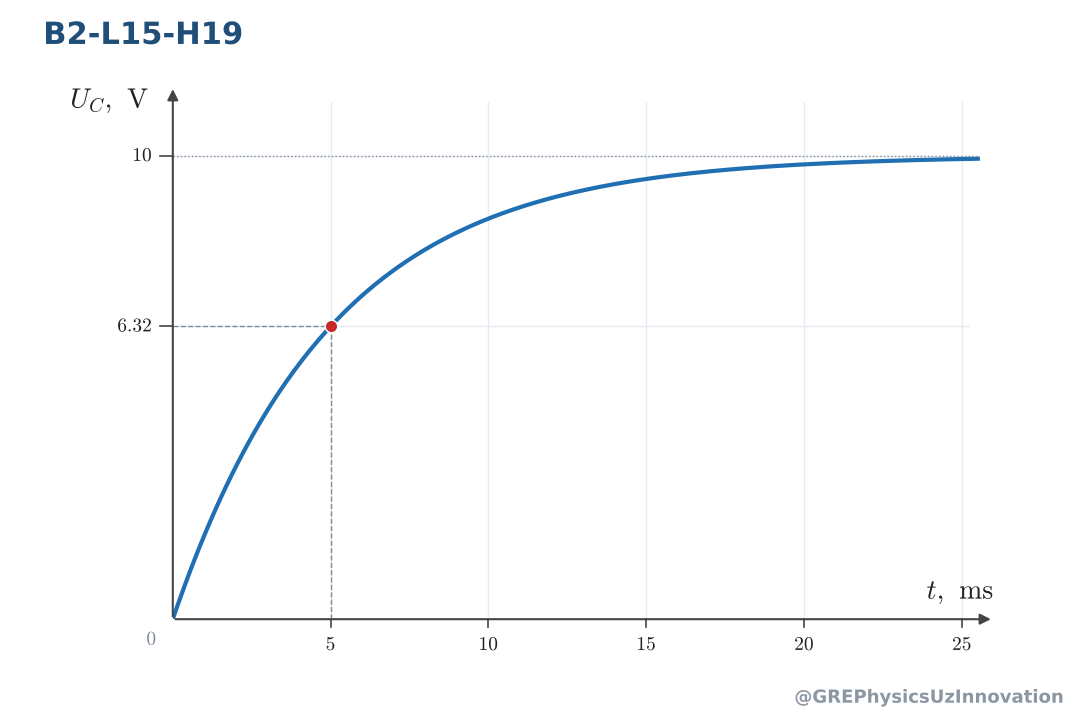 B2-L15-H19
U_C, V
10
6.32
0
5 10 15 20 25
t, ms
@GREPhysicsUzInnovation